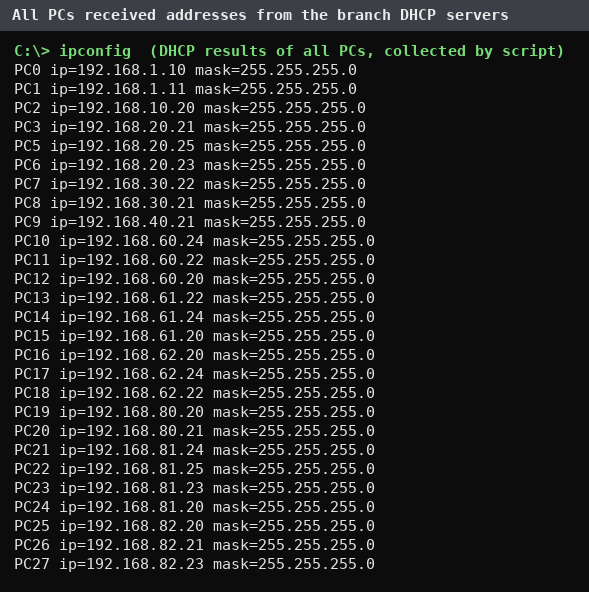 All PCs received addresses from the branch DHCP servers
C:\> ipconfig  (DHCP results of all PCs, collected by script)
PC0 ip=192.168.1.10 mask=255.255.255.0
PC1 ip=192.168.1.11 mask=255.255.255.0
PC2 ip=192.168.10.20 mask=255.255.255.0
PC3 ip=192.168.20.21 mask=255.255.255.0
PC5 ip=192.168.20.25 mask=255.255.255.0
PC6 ip=192.168.20.23 mask=255.255.255.0
PC7 ip=192.168.30.22 mask=255.255.255.0
PC8 ip=192.168.30.21 mask=255.255.255.0
PC9 ip=192.168.40.21 mask=255.255.255.0
PC10 ip=192.168.60.24 mask=255.255.255.0
PC11 ip=192.168.60.22 mask=255.255.255.0
PC12 ip=192.168.60.20 mask=255.255.255.0
PC13 ip=192.168.61.22 mask=255.255.255.0
PC14 ip=192.168.61.24 mask=255.255.255.0
PC15 ip=192.168.61.20 mask=255.255.255.0
PC16 ip=192.168.62.20 mask=255.255.255.0
PC17 ip=192.168.62.24 mask=255.255.255.0
PC18 ip=192.168.62.22 mask=255.255.255.0
PC19 ip=192.168.80.20 mask=255.255.255.0
PC20 ip=192.168.80.21 mask=255.255.255.0
PC21 ip=192.168.81.24 mask=255.255.255.0
PC22 ip=192.168.81.25 mask=255.255.255.0
PC23 ip=192.168.81.23 mask=255.255.255.0
PC24 ip=192.168.81.20 mask=255.255.255.0
PC25 ip=192.168.82.20 mask=255.255.255.0
PC26 ip=192.168.82.21 mask=255.255.255.0
PC27 ip=192.168.82.23 mask=255.255.255.0